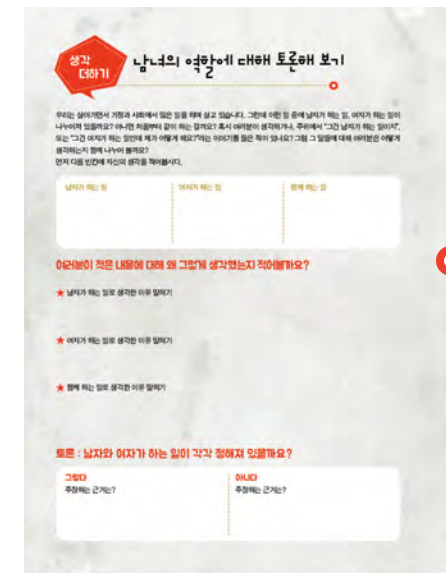 생각
더하기
남녀의 역할에 대해 토론해 보기
우리는 살아가면서 가정과 사회에서 많은 일을 하며 살고 있습니다. 그런데 이런 일 중에 남자가 하는 일, 여자가 하는 일이
나누어져 있을까요? 아니면 처음부터 같이 하는 걸까요? 혹시 여러분이 생각하거나, 주위에서 "그건 남자가 하는 일이지",
또는 "그건 여자가 하는 일인데 제가 어떻게 해요?"라는 이야기를 들은 적이 있나요? 그럼 그 일들에 대해 여러분은 어떻게
생각하는지 함께 나누어 볼까요?
먼저 다음 빈칸에 자신의 생각을 적어봅시다.
남자가 하는 일
여자가 하는 일
함께 하는 일
여러분이 적은 내용에 대해 왜 그렇게 생각했는지 적어볼까요?
★ 남자가 하는 일로 생각한 이유 말하기
★ 여자가 하는 일로 생각한 이유 말하기
★ 함께 하는 일로 생각한 이유 말하기
토론 : 남자와 여자가 하는 일이 각각 정해져 있을까요?
그렇다
주장하는 근거는?
아니다
주장하는 근거는?